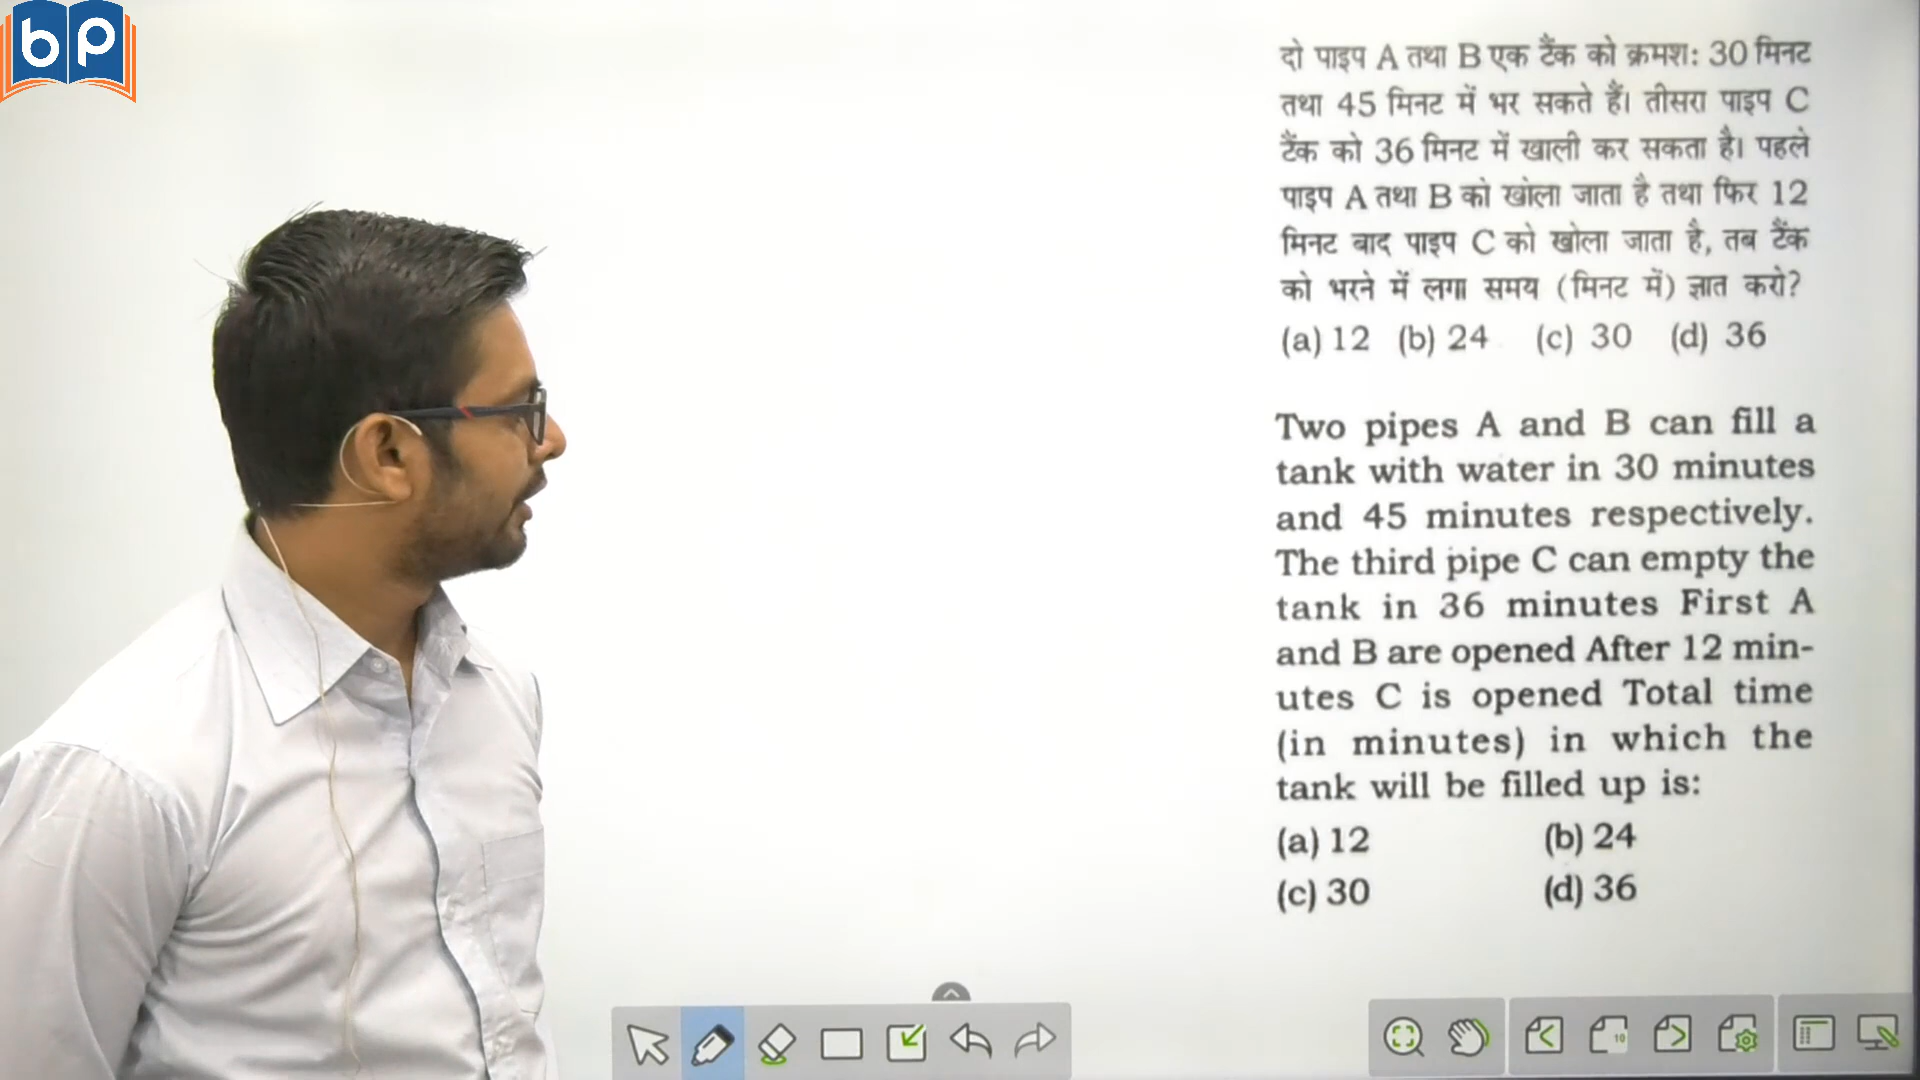 bp
दो पाइप A तथा B एक टैंक को क्रमश: 30 मिनट
तथा 45 मिनट में भर सकते हैं। तीसरा पाइप C
टैंक को 36 मिनट में खाली कर सकता है। पहले
पाइप A तथा B को खोला जाता है तथा फिर 12
मिनट बाद पाइप C को खोला जाता है, तब टैंक
को भरने में लगा समय (मिनट में) ज्ञात करो?
(a) 12 (b) 24 (c) 30 (d) 36
Two pipes A and B can fill a
tank with water in 30 minutes
and 45 minutes respectively.
The third pipe C can empty the
tank in 36 minutes First A
and B are opened After 12 min-
utes C is opened Total time
(in minutes) in which the
tank will be filled up is:
(a) 12 (b) 24
(c) 30 (d) 36
10